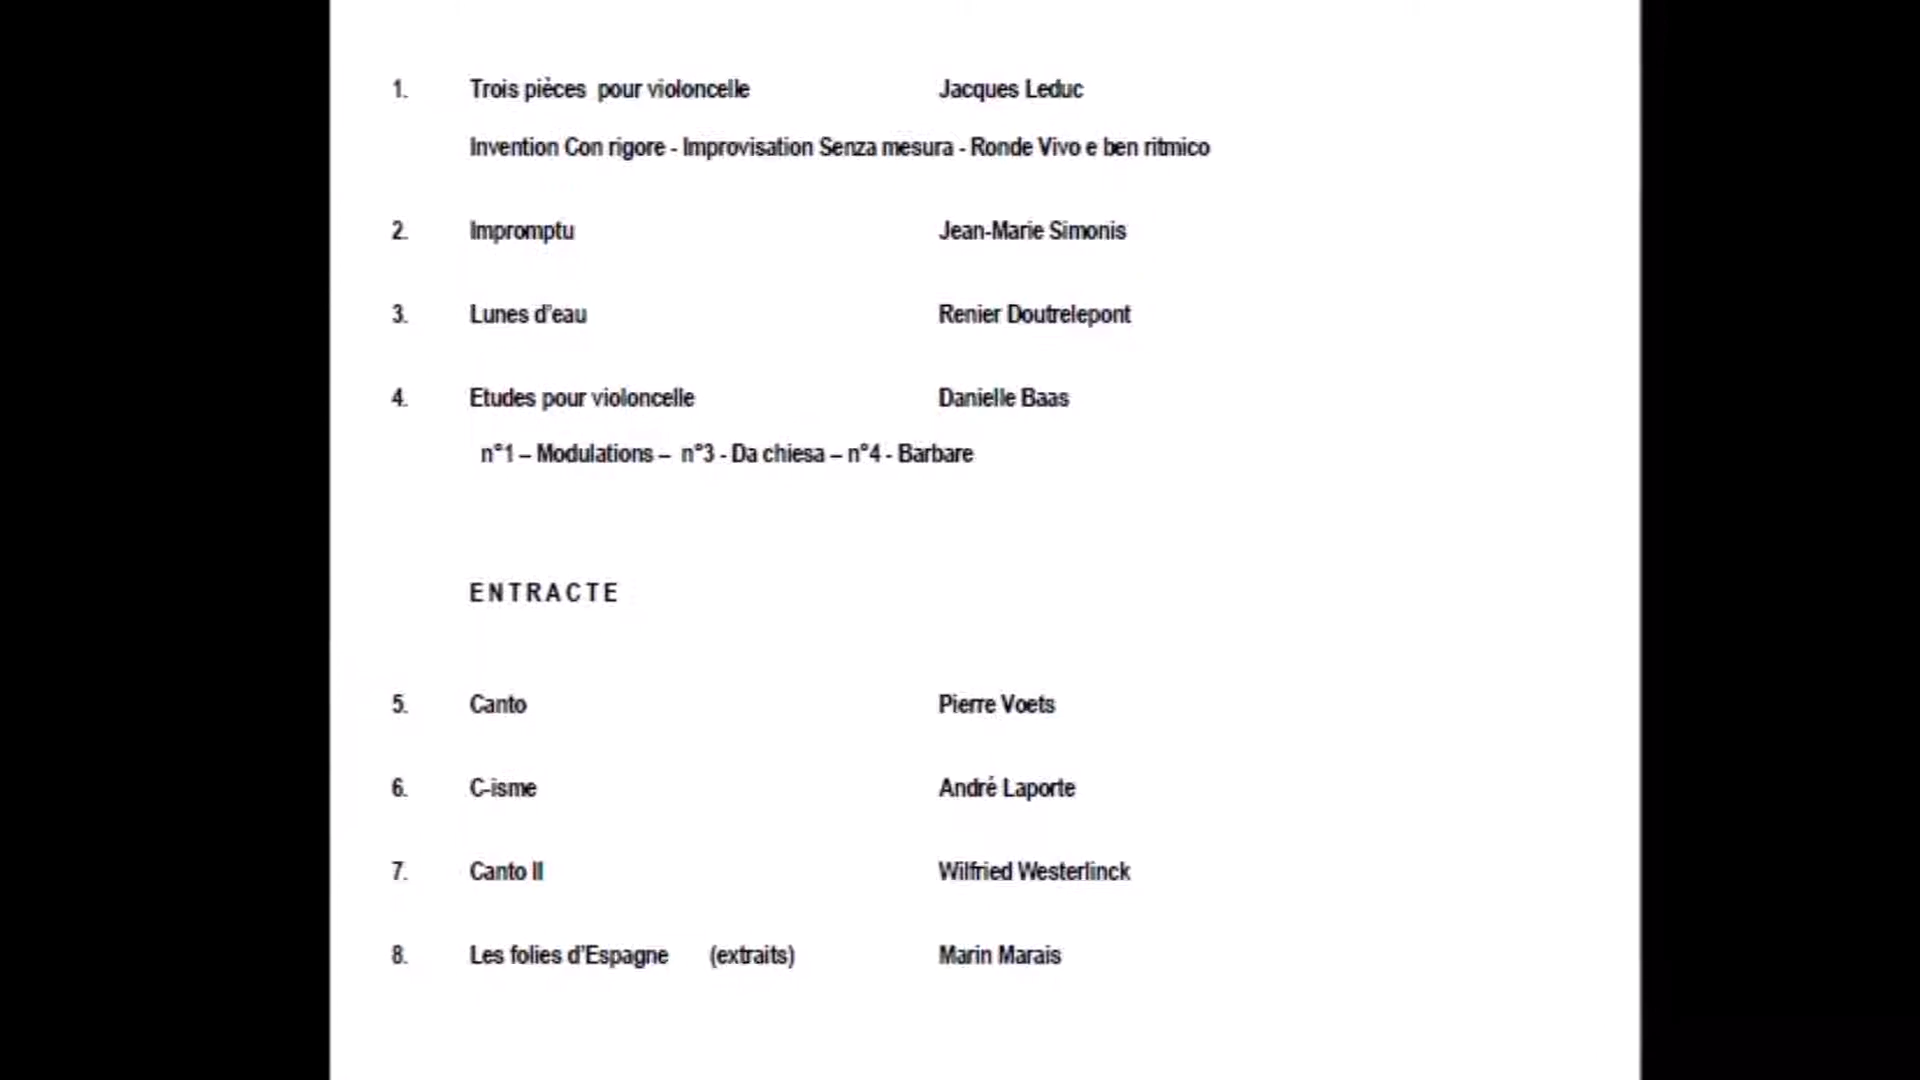 1. Trois pièces pour violoncelle Jacques Leduc
Invention Con rigore - Improvisation Senza mesura - Ronde Vivo e ben ritmico
2. Impromptu Jean-Marie Simonis
3. Lunes d'eau Renier Doutrelepont
4. Etudes pour violoncelle Danielle Baas
n°1 – Modulations – n°3 - Da chiesa – n°4 - Barbare
ENTRACTE
5. Canto Pierre Voets
6. C-isme André Laporte
7. Canto II Wilfried Westerlinck
8. Les folies d'Espagne (extraits) Marin Marais